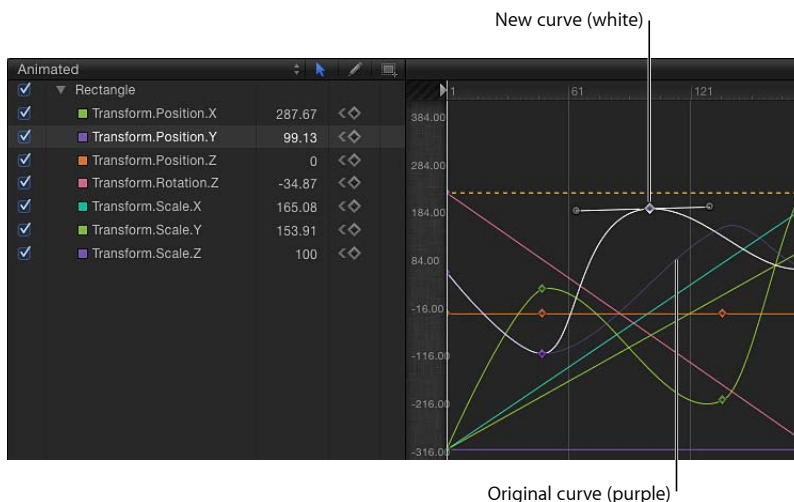 New curve (white)
Animated
Rectangle
1 61 121
Transform.Position.X 287.67
Transform.Position.Y 99.13
Transform.Position.Z 0
Transform.Rotation.Z -34.87
Transform.Scale.X 165.08
Transform.Scale.Y 153.91
Transform.Scale.Z 100
384.00
284.00
184.00
84.00
-16.00
-116.00
-216.00
-316.00
Original curve (purple)